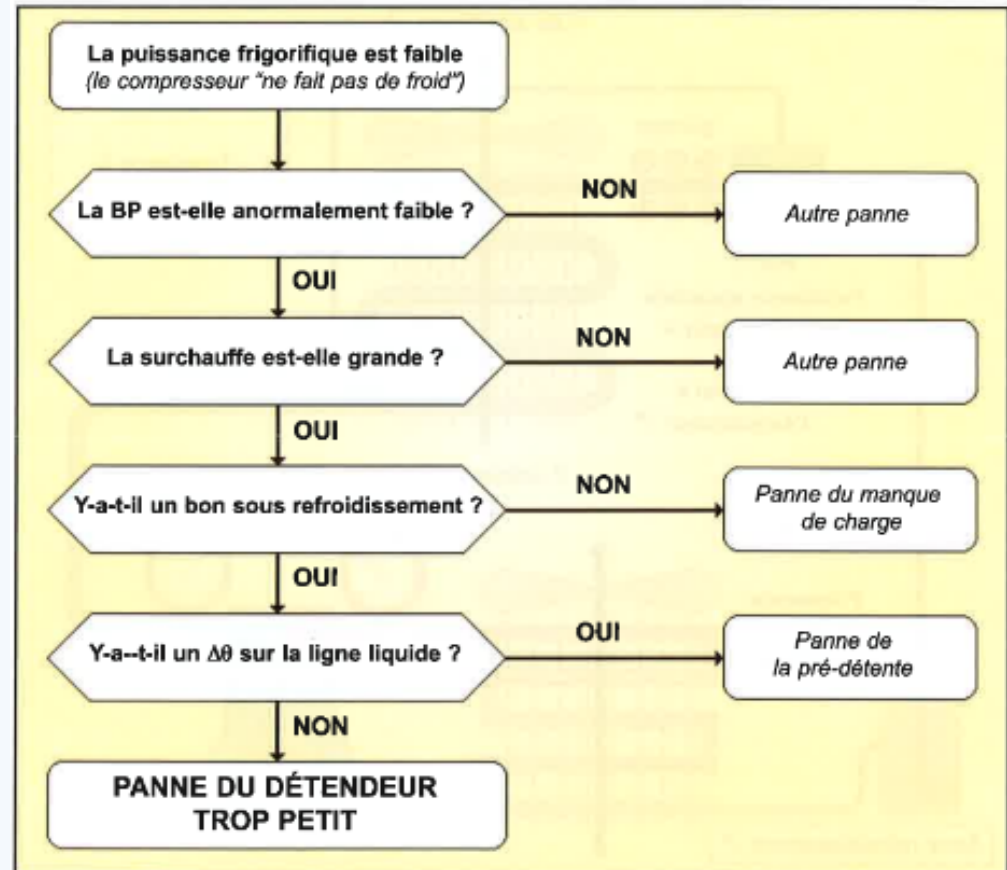 La puissance frigorifique est faible
(le compresseur "ne fait pas de froid")
La BP est-elle anormalement faible ?
NON
Autre panne
OUI
La surchauffe est-elle grande ?
NON
Autre panne
OUI
Y-a-t-il un bon sous refroidissement ?
NON
Panne du manque
de charge
OUI
Y-a--t-il un Δθ sur la ligne liquide ?
OUI
Panne de
la pré-détente
NON
PANNE DU DÉTENDEUR
TROP PETIT